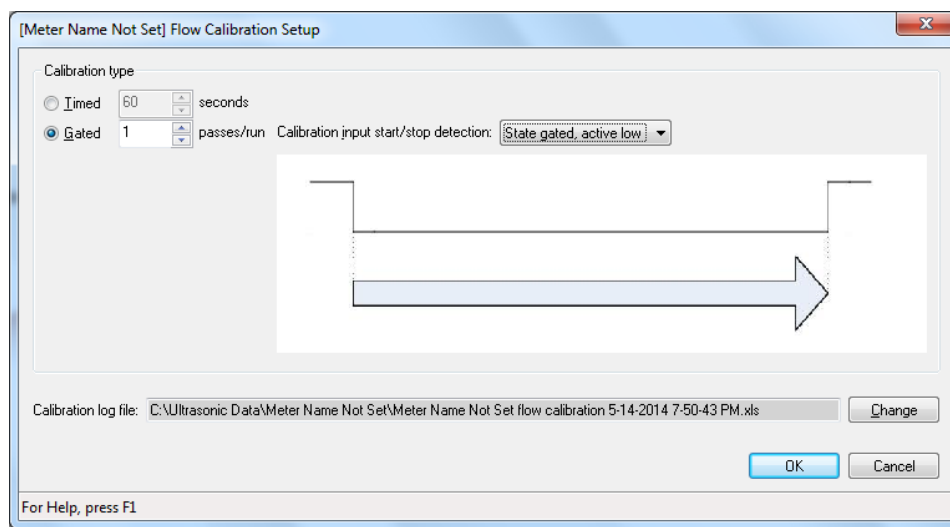 [Meter Name Not Set] Flow Calibration Setup
Calibration type
Timed 60 seconds
Gated 1 passes/run Calibration input start/stop detection: State gated, active low
Calibration log file: C:\Ultrasonic Data\Meter Name Not Set\Meter Name Not Set flow calibration 5-14-2014 7-50-43 PM.xls Change
OK Cancel
For Help, press F1